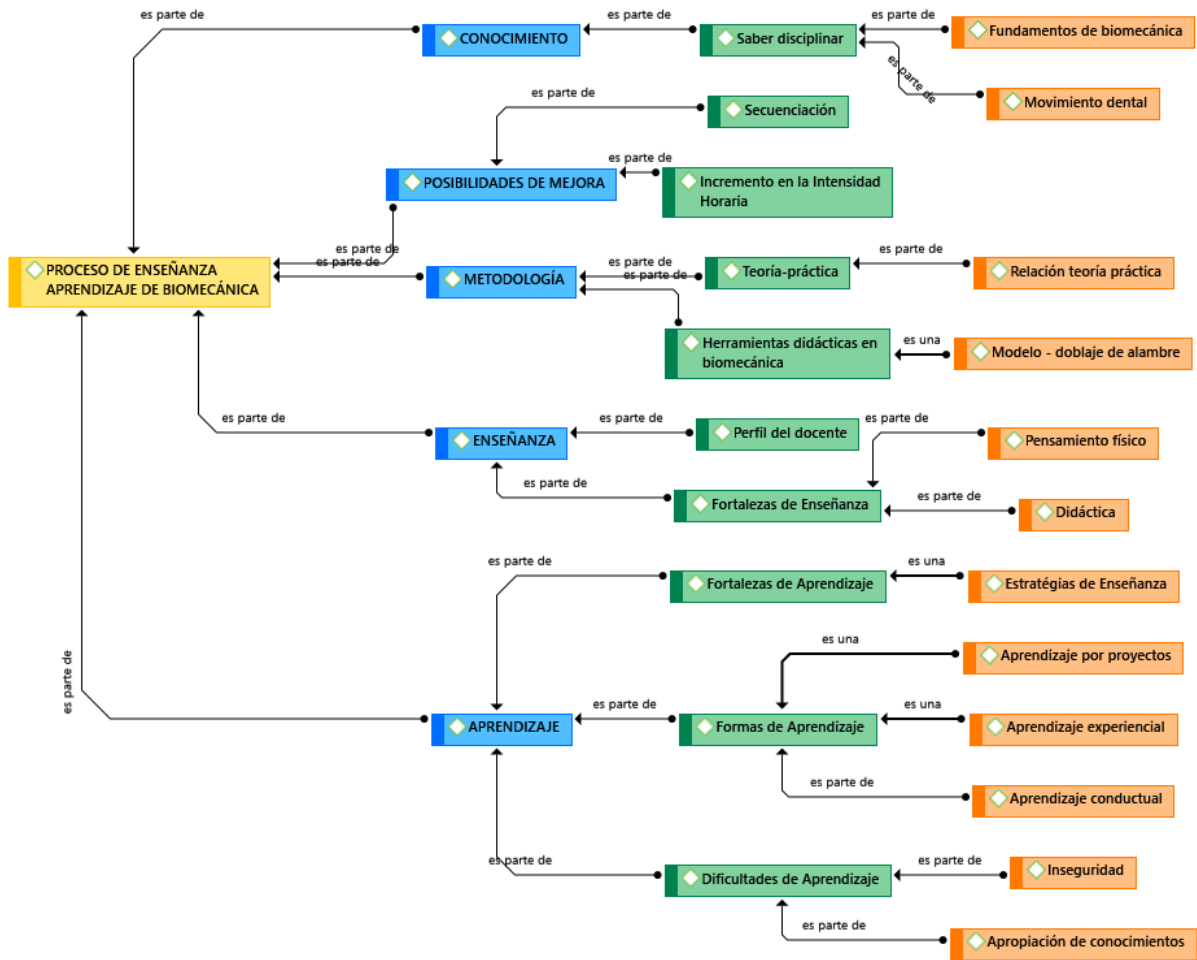 es parte de
CONOCIMIENTO
es parte de
Saber disciplinar
es parte de
Fundamentos de biomecánica
es parte de
Movimiento dental
es parte de
Secuenciación
POSIBILIDADES DE MEJORA
es parte de
Incremento en la Intensidad
Horaria
es parte de
es parte de
PROCESO DE ENSEÑANZA
APRENDIZAJE DE BIOMECÁNICA
METODOLOGÍA
es parte de
es parte de
Teoría-práctica
es parte de
Relación teoría práctica
Herramientas didácticas en
biomecánica
es una
Modelo - doblaje de alambre
es parte de
ENSEÑANZA
es parte de
Perfil del docente
es parte de
Pensamiento físico
es parte de
Fortalezas de Enseñanza
es parte de
Didáctica
es parte de
Fortalezas de Aprendizaje
es una
Estratégias de Enseñanza
es una
Aprendizaje por proyectos
es parte de
APRENDIZAJE
es parte de
Formas de Aprendizaje
es una
Aprendizaje experiencial
es parte de
Aprendizaje conductual
es parte de
Dificultades de Aprendizaje
es parte de
Inseguridad
es parte de
Apropiación de conocimientos